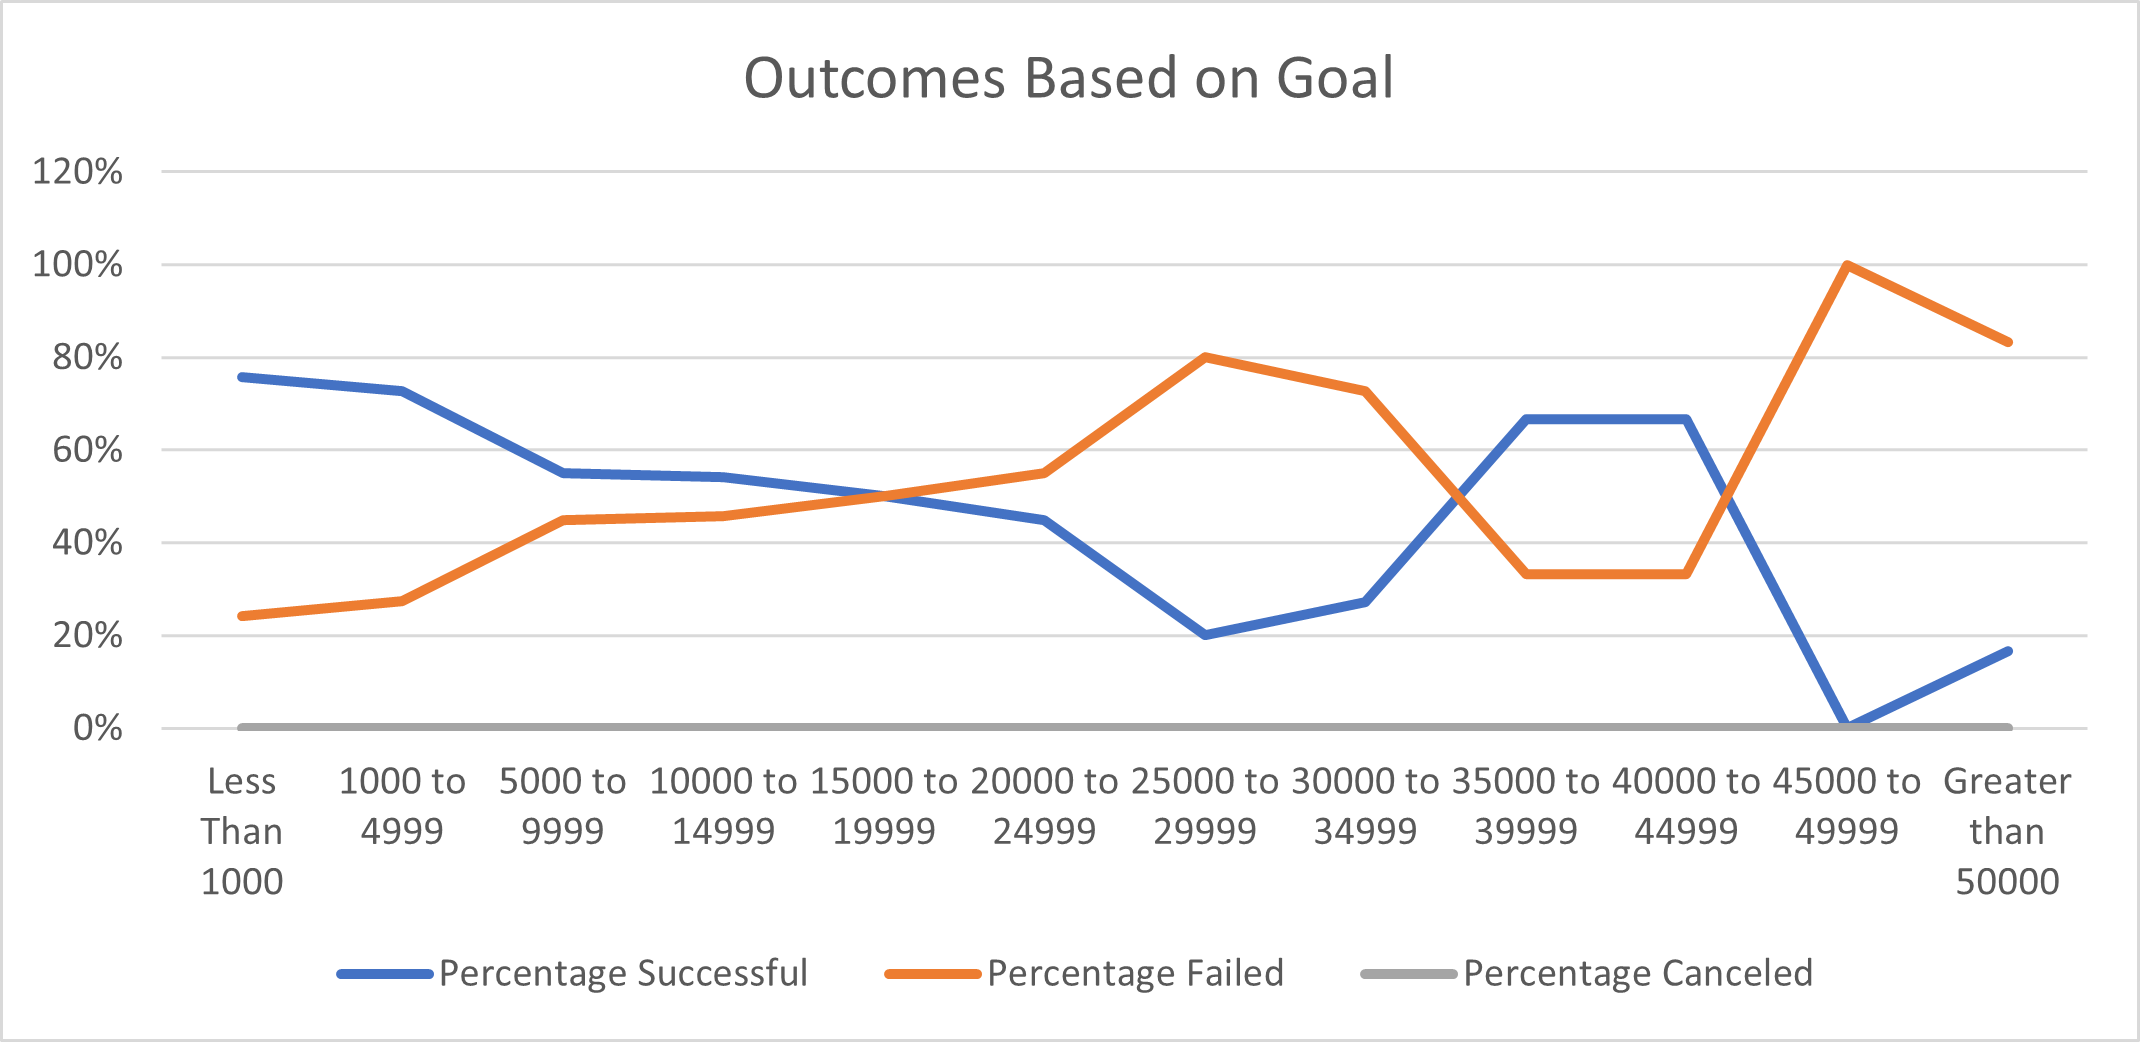 Outcomes Based on Goal
120%
100%
80%
60%
40%
20%
0%
Less Than 1000
1000 to 4999
5000 to 9999
10000 to 14999
15000 to 19999
20000 to 24999
25000 to 29999
30000 to 34999
35000 to 39999
40000 to 44999
45000 to 49999
Greater than 50000
Percentage Successful
Percentage Failed
Percentage Canceled